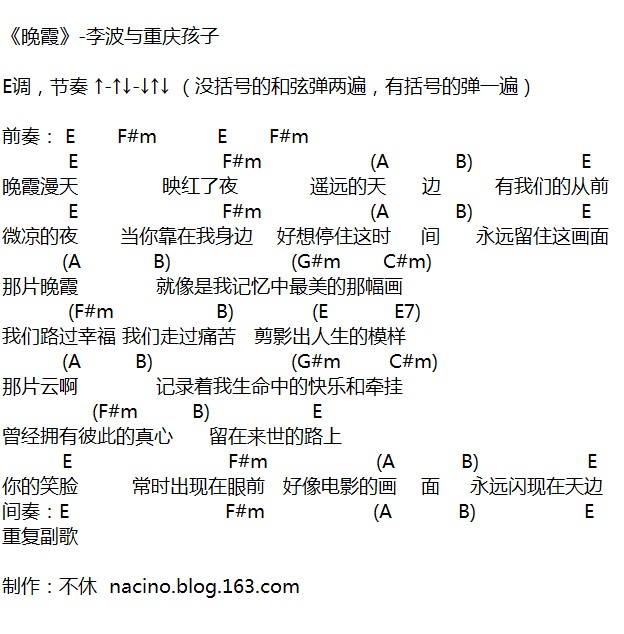 《晚霞》-李波与重庆孩子
E调，节奏 ↑-↑↓-↓↑↓ （没括号的和弦弹两遍，有括号的弹一遍）
前奏： E F#m E F#m
E F#m (A B) E
晚霞漫天 映红了夜 遥远的天 边 有我们的从前
E F#m (A B) E
微凉的夜 当你靠在我身边 好想停住这时 间 永远留住这画面
(A B) (G#m C#m)
那片晚霞 就像是我记忆中最美的那幅画
(F#m B) (E E7)
我们路过幸福 我们走过痛苦 剪影出人生的模样
(A B) (G#m C#m)
那片云啊 记录着我生命中的快乐和牵挂
(F#m B) E
曾经拥有彼此的真心 留在来世的路上
E F#m (A B) E
你的笑脸 常时出现在眼前 好像电影的画 面 永远闪现在天边
间奏：E F#m (A B) E
重复副歌
制作：不休 nacino.blog.163.com